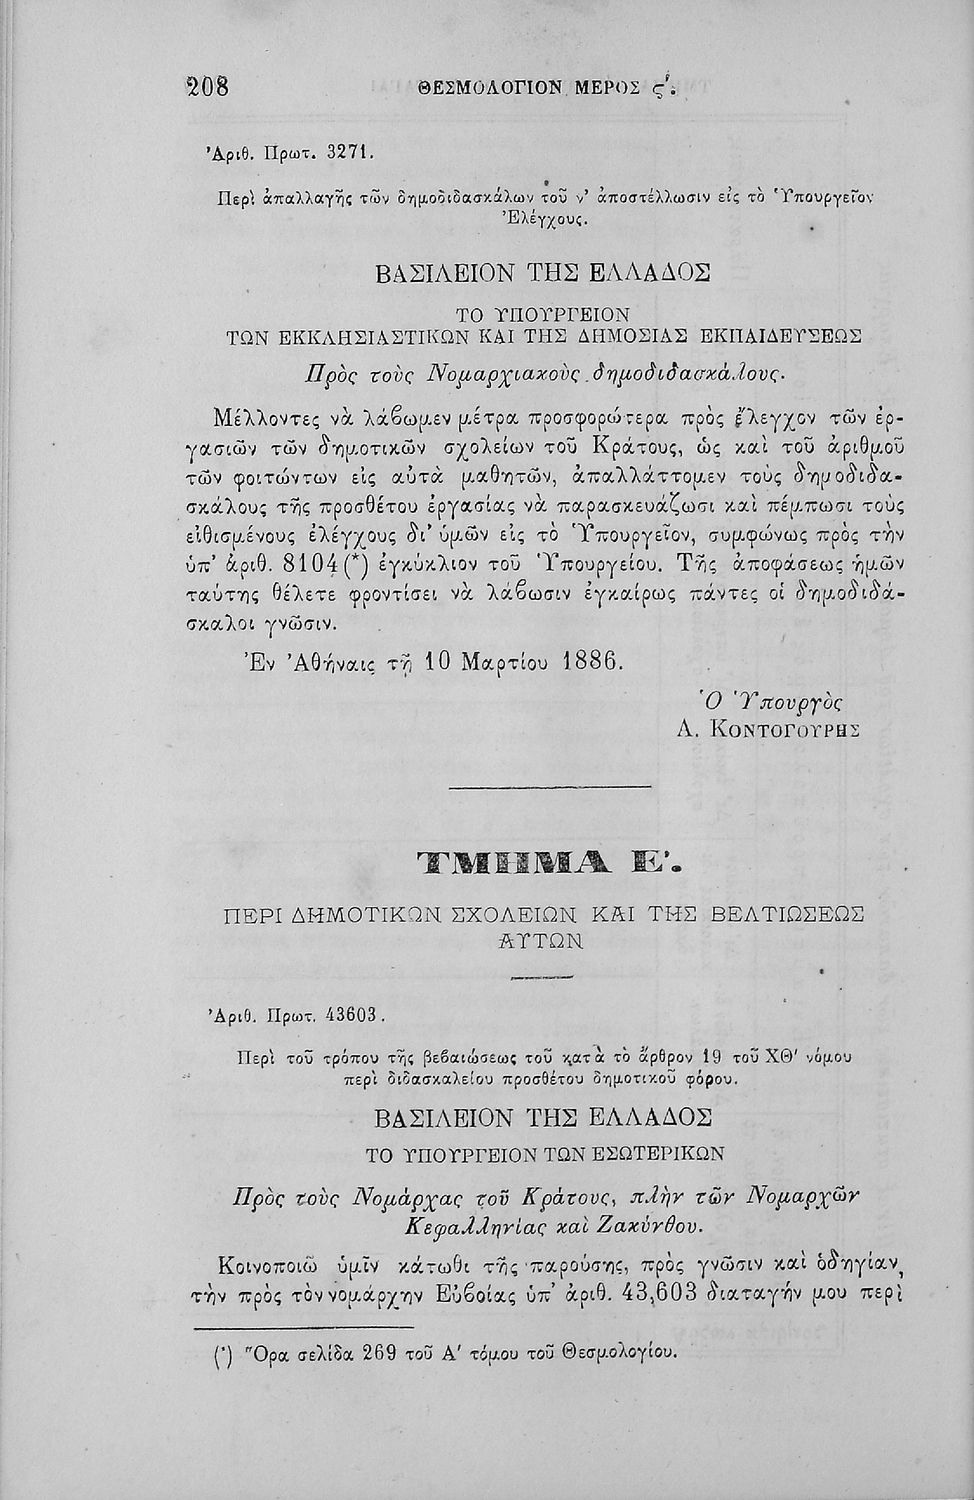 208 ΘΕΣΜΟΛΟΓΙΟΝ ΜΕΡΟΣ ς΄.
Ἀριθ. Πρωτ. 3271.
Περὶ ἀπαλλαγῆς τῶν δημοδιδασκάλων τοῦ ν’ ἀποστέλλωσιν εἰς τὸ Ὑπουργεῖον
Ἐλέγχους.
ΒΑΣΙΛΕΙΟΝ ΤΗΣ ΕΛΛΑΔΟΣ
ΤΟ ΥΠΟΥΡΓΕΙΟΝ
ΤΩΝ ΕΚΚΛΗΣΙΑΣΤΙΚΩΝ ΚΑΙ ΤΗΣ ΔΗΜΟΣΙΑΣ ΕΚΠΑΙΔΕΥΣΕΩΣ
Πρὸς τοὺς Νομαρχιακοὺς δημοδιδασκάλους.
Μέλλοντες νὰ λάβωμεν μέτρα προσφορώτερα πρὸς ἔλεγχον τῶν ἐρ-
γασιῶν τῶν δημοτικῶν σχολείων τοῦ Κράτους, ὡς καὶ τοῦ ἀριθμοῦ
τῶν φοιτώντων εἰς αὐτὰ μαθητῶν, ἀπαλλάττομεν τοὺς δημοδιδα-
σκάλους τῆς προσθέτου ἐργασίας νὰ παρασκευάζωσι καὶ πέμπωσι τοὺς
εἰθισμένους ἐλέγχους δι’ ὑμῶν εἰς τὸ Ὑπουργεῖον, συμφώνως πρὸς τὴν
ὑπ’ ἀριθ. 8104 (*) ἐγκύκλιον τοῦ Ὑπουργείου. Τῆς ἀποφάσεως ἡμῶν
ταύτης θέλετε φροντίσει νὰ λάβωσιν ἐγκαίρως πάντες οἱ δημοδιδά-
σκαλοι γνῶσιν.
Ἐν Ἀθήναις τῇ 10 Μαρτίου 1886.
Ὁ Ὑπουργὸς
Α. ΚΟΝΤΟΓΟΥΡΗΣ
ΤΜΗΜΑ Ε΄.
ΠΕΡΙ ΔΗΜΟΤΙΚΩΝ ΣΧΟΛΕΙΩΝ ΚΑΙ ΤΗΣ ΒΕΛΤΙΩΣΕΩΣ
ΑΥΤΩΝ
Ἀριθ. Πρωτ. 43603.
Περὶ τοῦ τρόπου τῆς βεβαιώσεως τοῦ κατὰ τὸ ἄρθρον 19 τοῦ ΧΘ΄ νόμου
περὶ διδασκαλείου προσθέτου δημοτικοῦ φόρου.
ΒΑΣΙΛΕΙΟΝ ΤΗΣ ΕΛΛΑΔΟΣ
ΤΟ ΥΠΟΥΡΓΕΙΟΝ ΤΩΝ ΕΣΩΤΕΡΙΚΩΝ
Πρὸς τοὺς Νομάρχας τοῦ Κράτους, πλὴν τῶν Νομαρχῶν
Κεφαλληνίας καὶ Ζακύνθου.
Κοινοποιῶ ὑμῖν κάτωθι τῆς παρούσης, πρὸς γνῶσιν καὶ ὁδηγίαν,
τὴν πρὸς τὸν νομάρχην Εὐβοίας ὑπ’ ἀριθ. 43,603 διαταγήν μου περὶ
(*) Ὅρα σελίδα 269 τοῦ Α΄ τόμου τοῦ Θεσμολογίου.